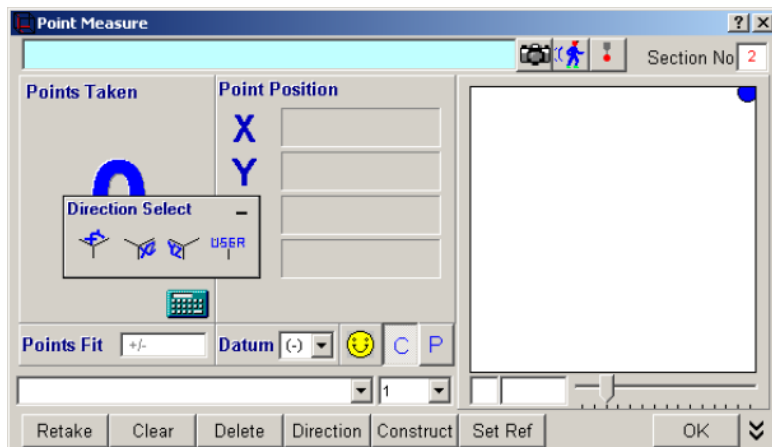 Point Measure
Section No 2
Points Taken
Point Position
X
Y
Direction Select
USER
Points Fit +/- Datum (-) C P
1
Retake Clear Delete Direction Construct Set Ref OK